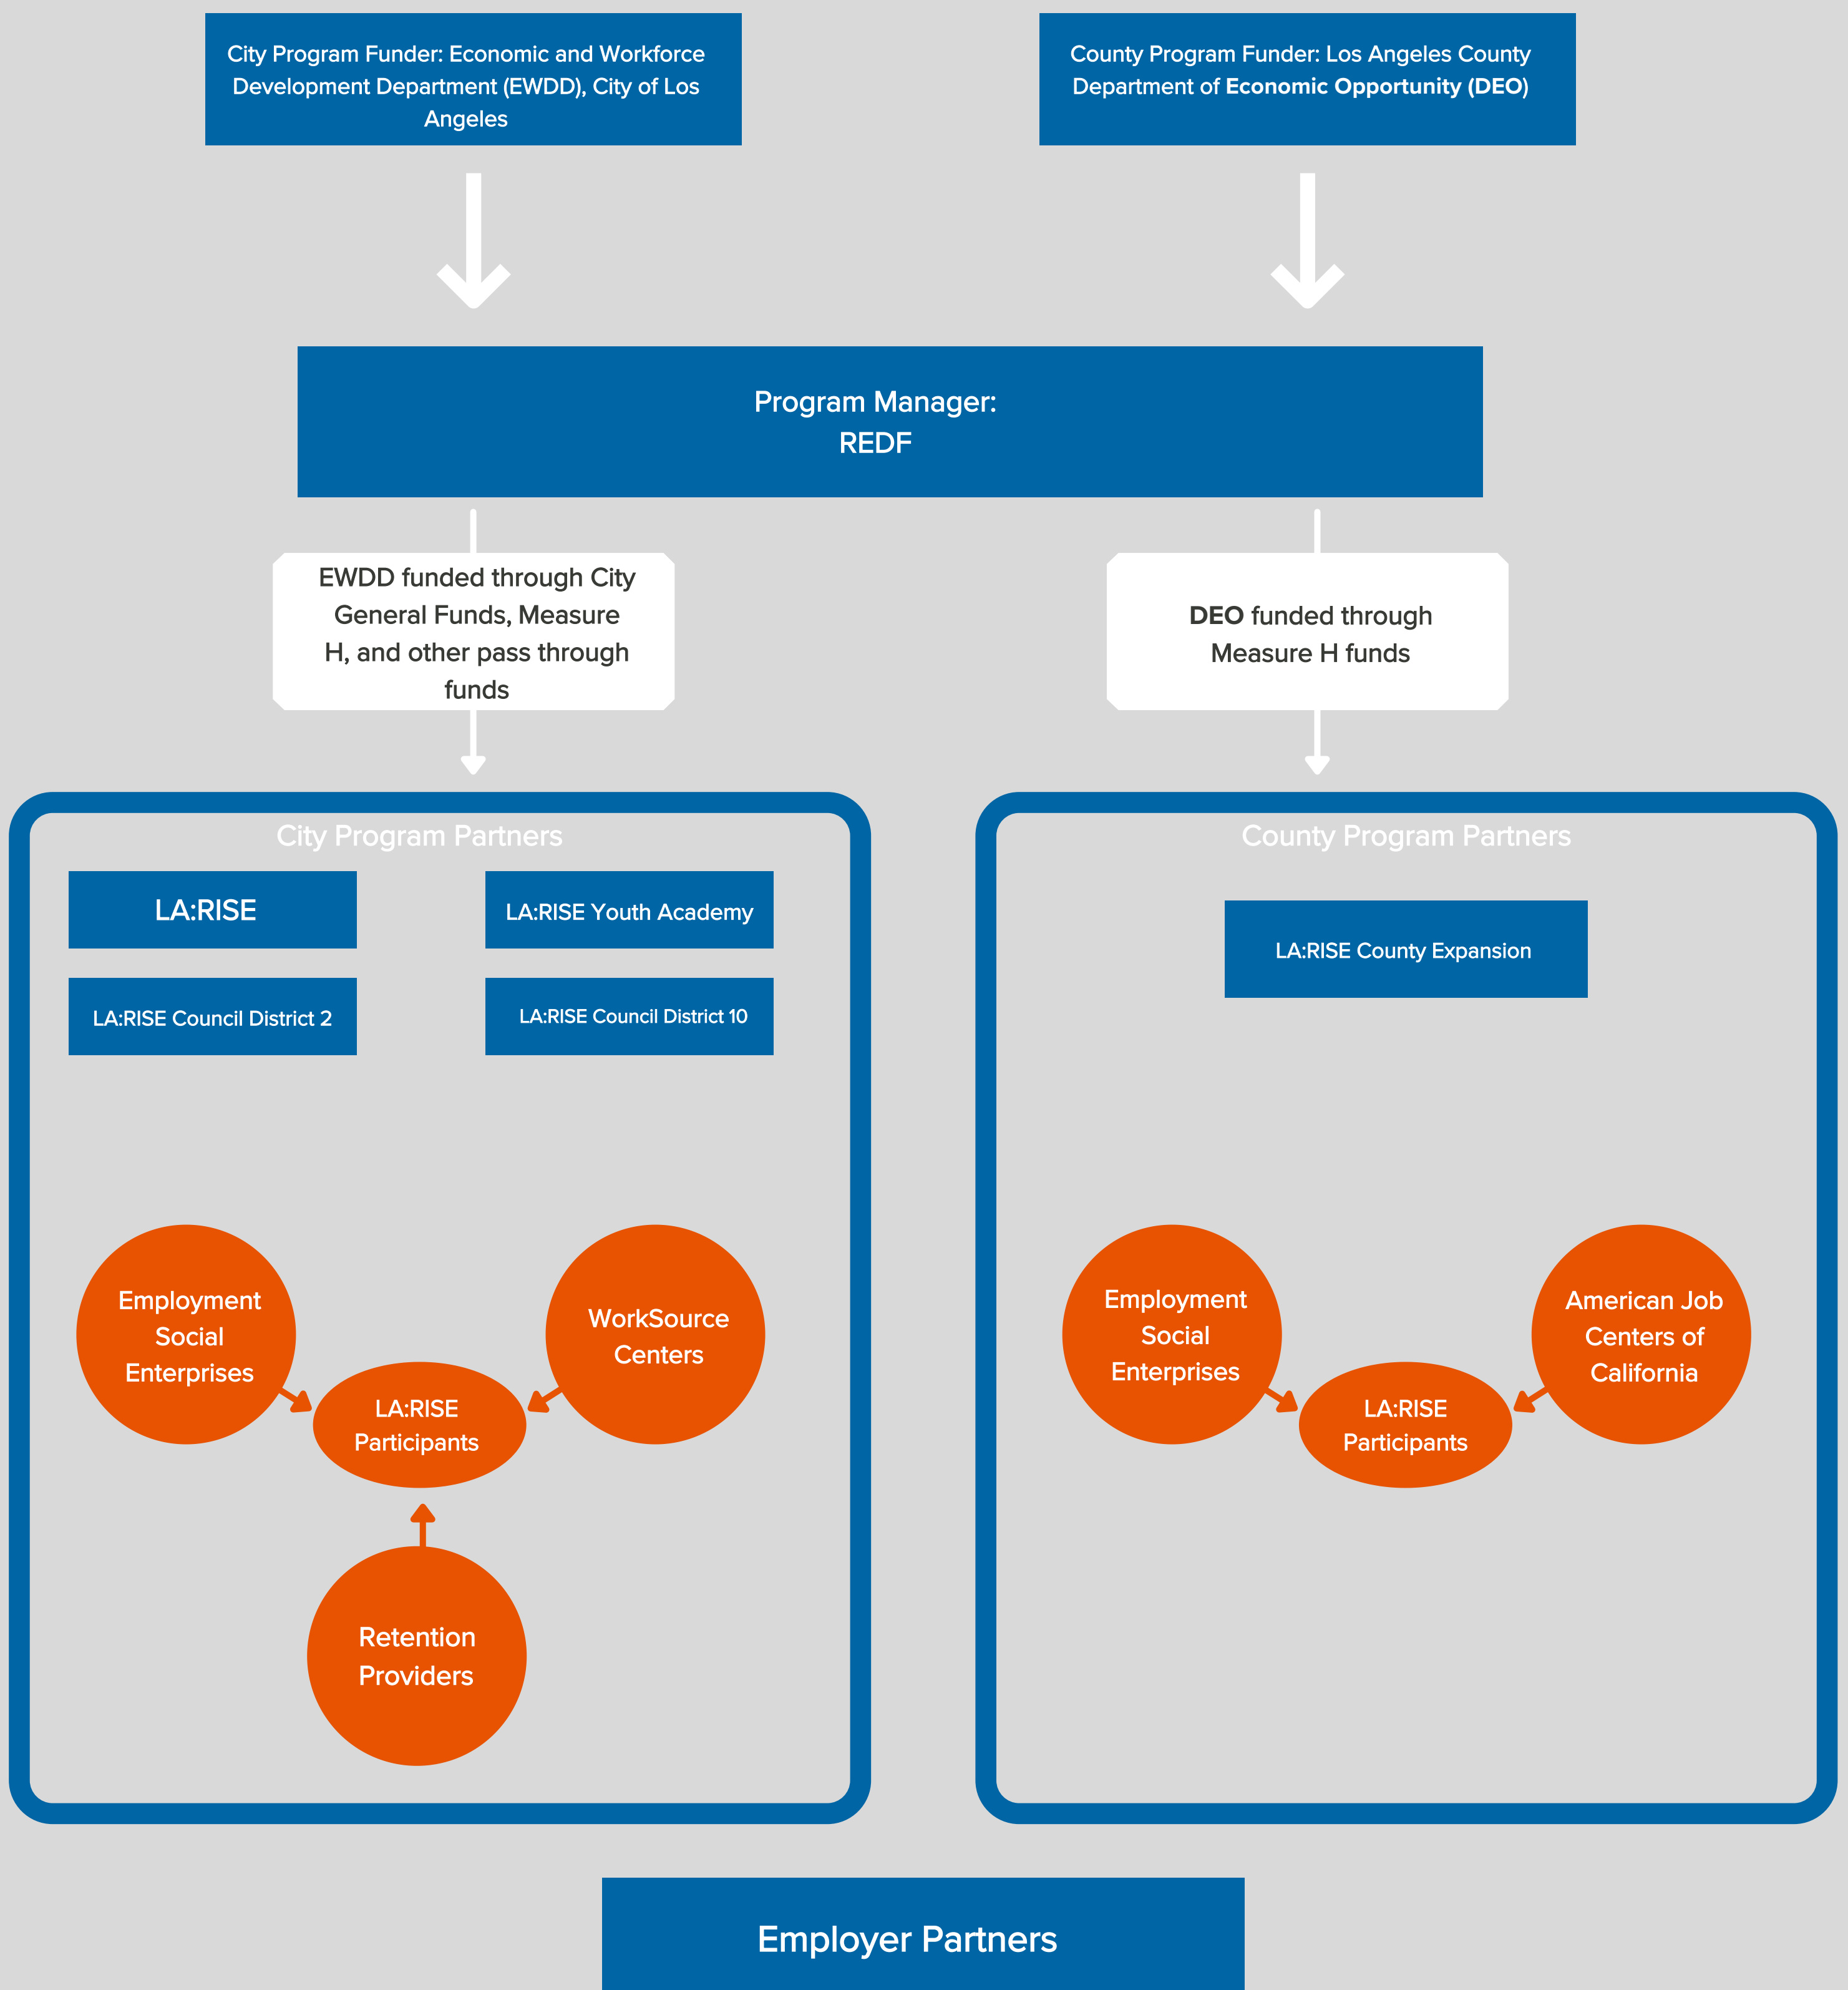 City Program Funder: Economic and Workforce
Development Department (EWDD), City of Los
Angeles
County Program Funder: Los Angeles County
Department of Economic Opportunity (DEO)
Program Manager:
REDF
EWDD funded through City
General Funds, Measure
H, and other pass through
funds
DEO funded through
Measure H funds
City Program Partners
LA:RISE
LA:RISE Youth Academy
LA:RISE Council District 2
LA:RISE Council District 10
Employment
Social
Enterprises
WorkSource
Centers
LA:RISE
Participants
Retention
Providers
County Program Partners
LA:RISE County Expansion
Employment
Social
Enterprises
American Job
Centers of
California
LA:RISE
Participants
Employer Partners